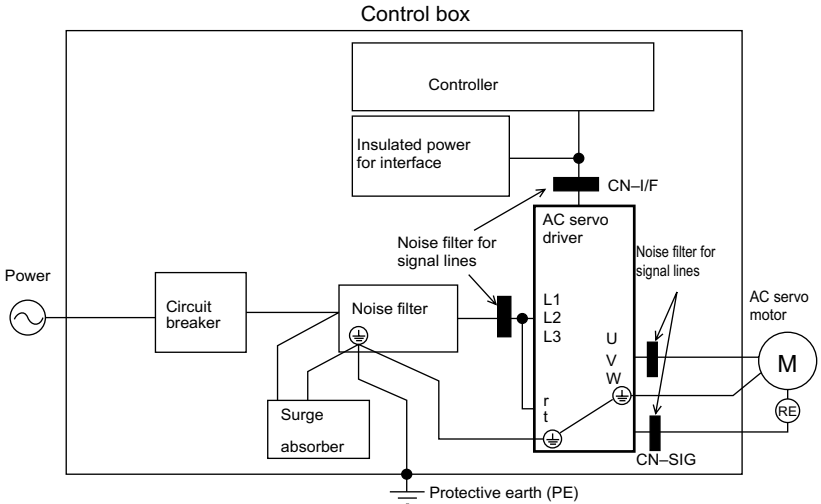 Control box
Controller
Insulated power
for interface
CN–I/F
AC servo
driver
Noise filter for
signal lines
Noise filter for
signal lines
Power
Circuit
breaker
Noise filter
L1
L2
L3
U
V
W
AC servo
motor
M
RE
r
t
Surge
absorber
CN–SIG
Protective earth (PE)